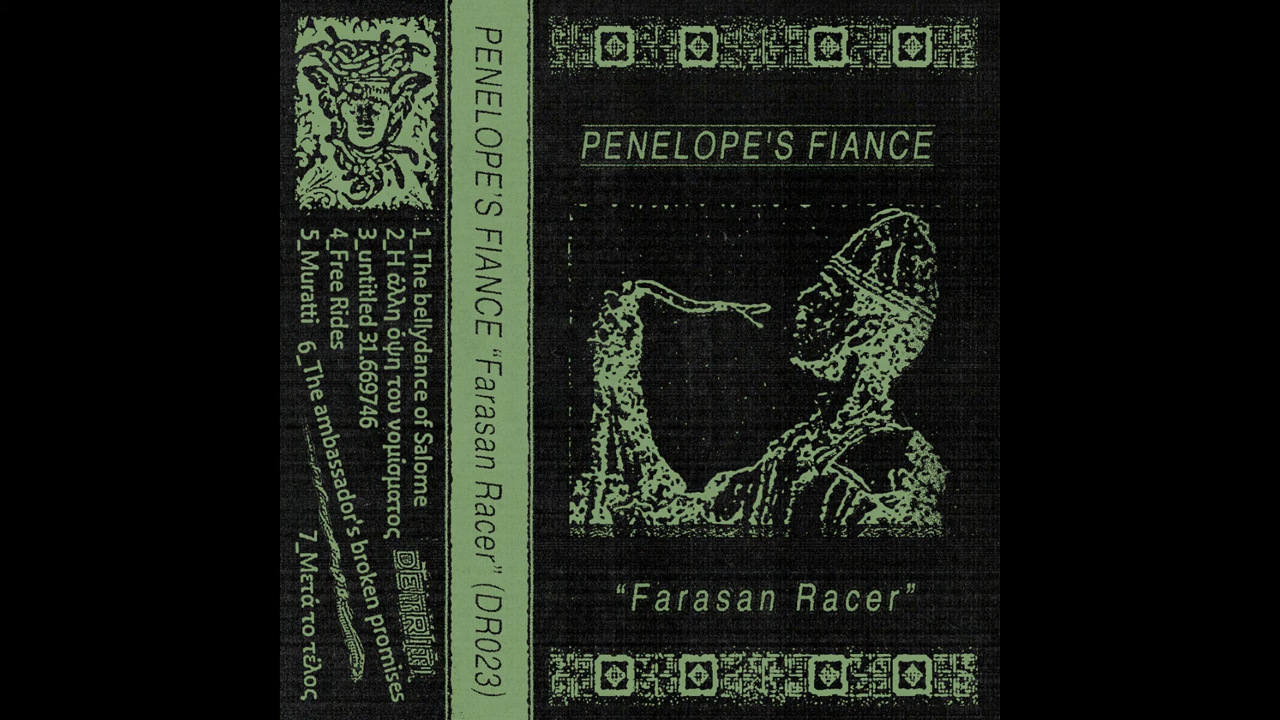 1_The bellydance of Salome
2_Η άλλη όψη του νομίσματος
3_untitled 31.669746
4_Free Rides
5_Muratti
6_The ambassador's broken promises
7_Μετά το τέλος
PENELOPE'S FIANCE “Farasan Racer” (DR023)
PENELOPE'S FIANCE
“Farasan Racer”